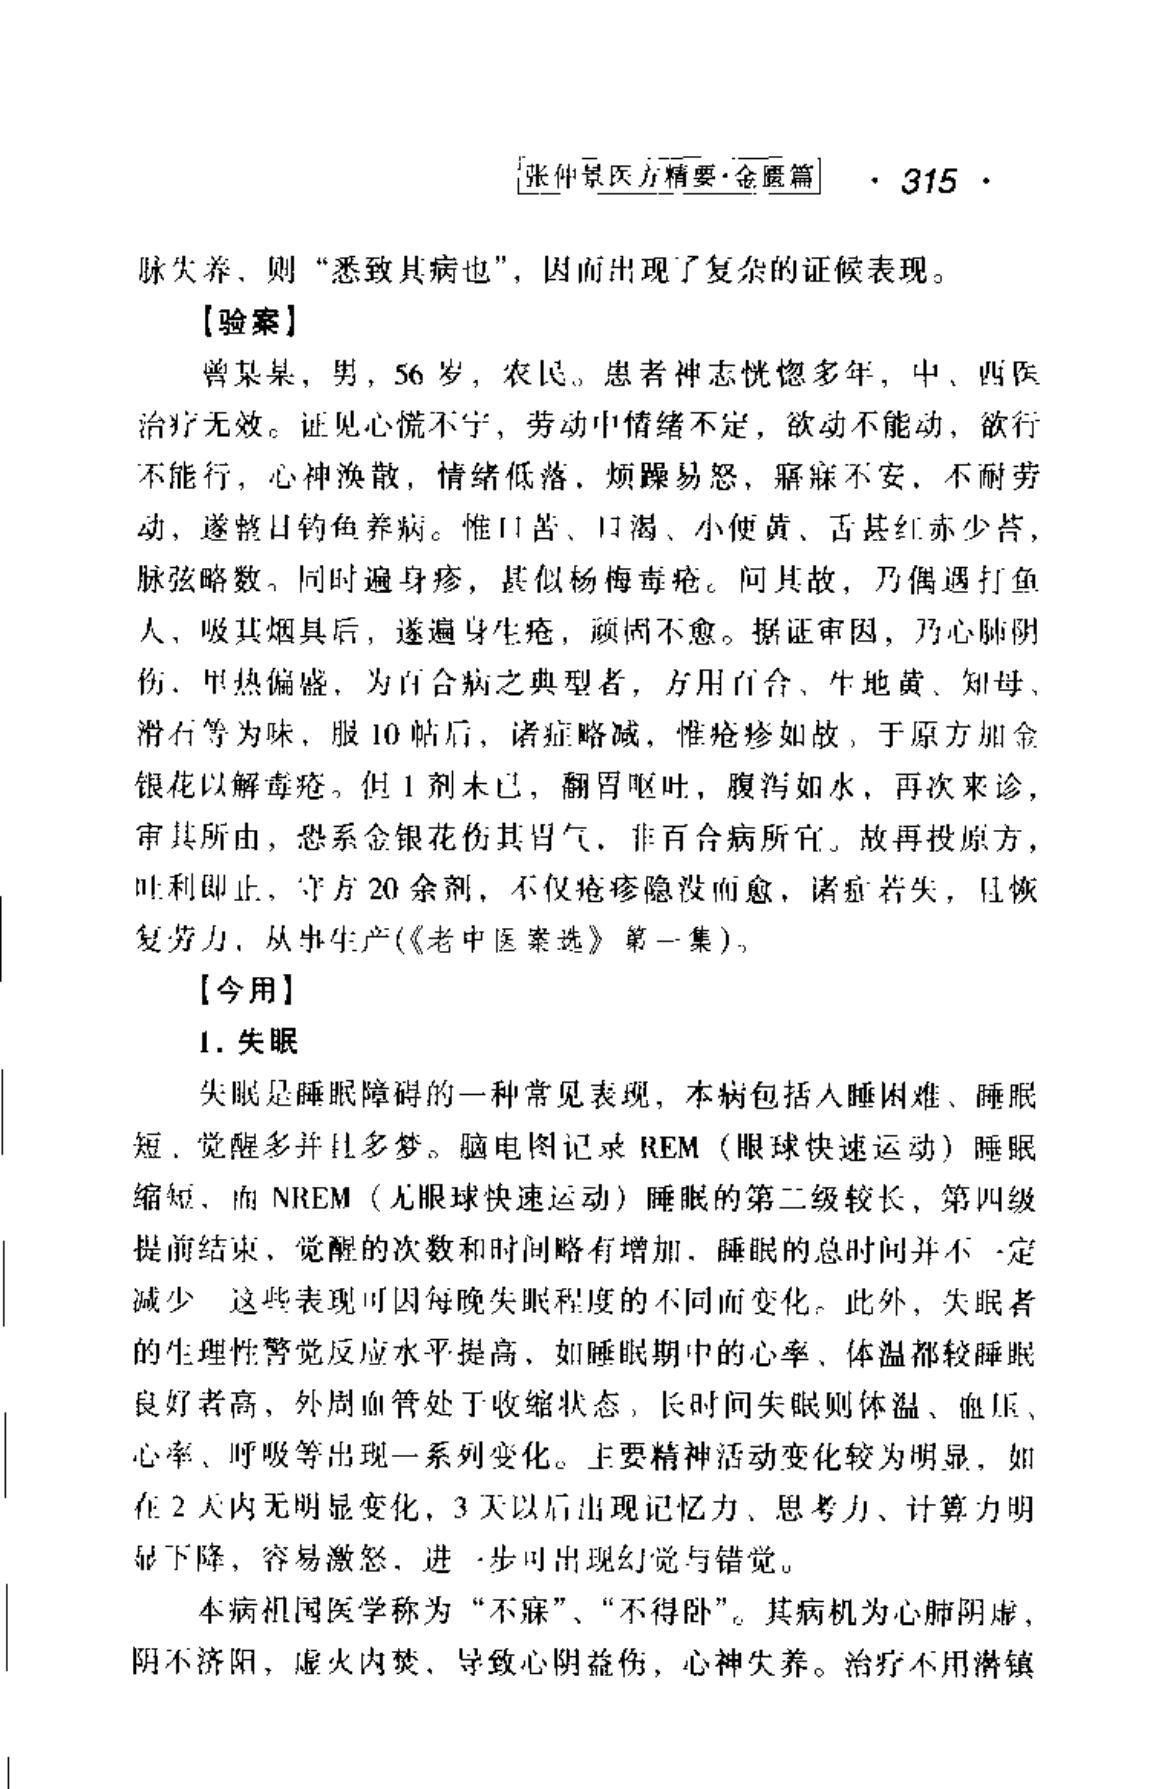 张仲景医方精要·金匮篇 · 315 ·
脉失养、则“悉致其病也”，因而出现了复杂的证候表现。
【验案】
曾某某，男，56 岁，农民。患者神志恍惚多年，中、西医
治疗无效。证见心慌不宁，劳动中情绪不定，欲动不能动，欲行
不能行，心神涣散，情绪低落，烦躁易怒，寤寐不安，不耐劳
动，遂整日钓鱼养病。惟口苦、口渴、小便黄、舌甚红赤少苔，
脉弦略数。同时遍身疹，甚似杨梅毒疮。问其故，乃偶遇打鱼
人，吸其烟具后，遂遍身生疮，顽固不愈。据证审因，乃心肺阴
伤，里热偏盛，为百合病之典型者，方用百合、生地黄、知母、
滑石等为味，服 10 帖后，诸症略减，惟疮疹如故。于原方加金
银花以解毒疮。但 1 剂未已，翻胃呕吐，腹泻如水，再次来诊，
审其所由，恐系金银花伤其胃气，非百合病所宜。故再投原方，
吐利即止，守方 20 余剂，不仅疮疹隐没而愈，诸症若失，且恢
复劳力，从事生产(《老中医案选》第一集)。
【今用】
1. 失眠
失眠是睡眠障碍的一种常见表现，本病包括入睡困难、睡眠
短，觉醒多并且多梦。脑电图记录 REM（眼球快速运动）睡眠
缩短，而 NREM（无眼球快速运动）睡眠的第二级较长，第四级
提前结束，觉醒的次数和时间略有增加，睡眠的总时间并不一定
减少 这些表现可因每晚失眠程度的不同而变化。此外，失眠者
的生理性警觉反应水平提高，如睡眠期中的心率、体温都较睡眠
良好者高，外周血管处于收缩状态。长时间失眠则体温、血压、
心率、呼吸等出现一系列变化。主要精神活动变化较为明显，如
在 2 天内无明显变化，3 天以后出现记忆力、思考力、计算力明
显下降，容易激怒，进一步可出现幻觉与错觉。
本病祖国医学称为“不寐”、“不得卧”。其病机为心肺阴虚，
阴不济阳，虚火内焚，导致心阴益伤，心神失养。治疗不用潜镇